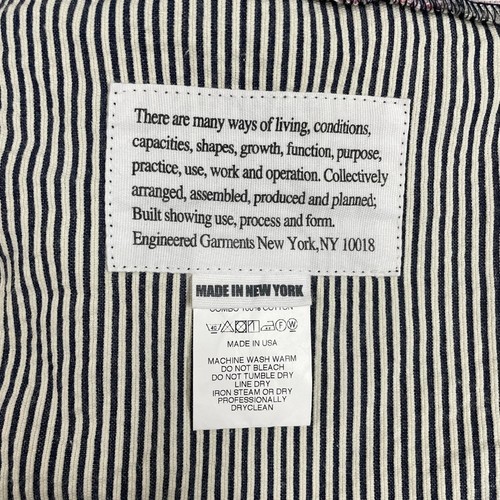 There are many ways of living, conditions,
capacities, shapes, growth, function, purpose,
practice, use, work and operation. Collectively
arranged, assembled, produced and planned;
Built showing use, process and form.
Engineered Garments New York,NY 10018
MADE IN NEW YORK
COMBO 100% COTTON
MADE IN USA
MACHINE WASH WARM
DO NOT BLEACH
DO NOT TUMBLE DRY
LINE DRY
IRON STEAM OR DRY
PROFESSIONALLY
DRYCLEAN